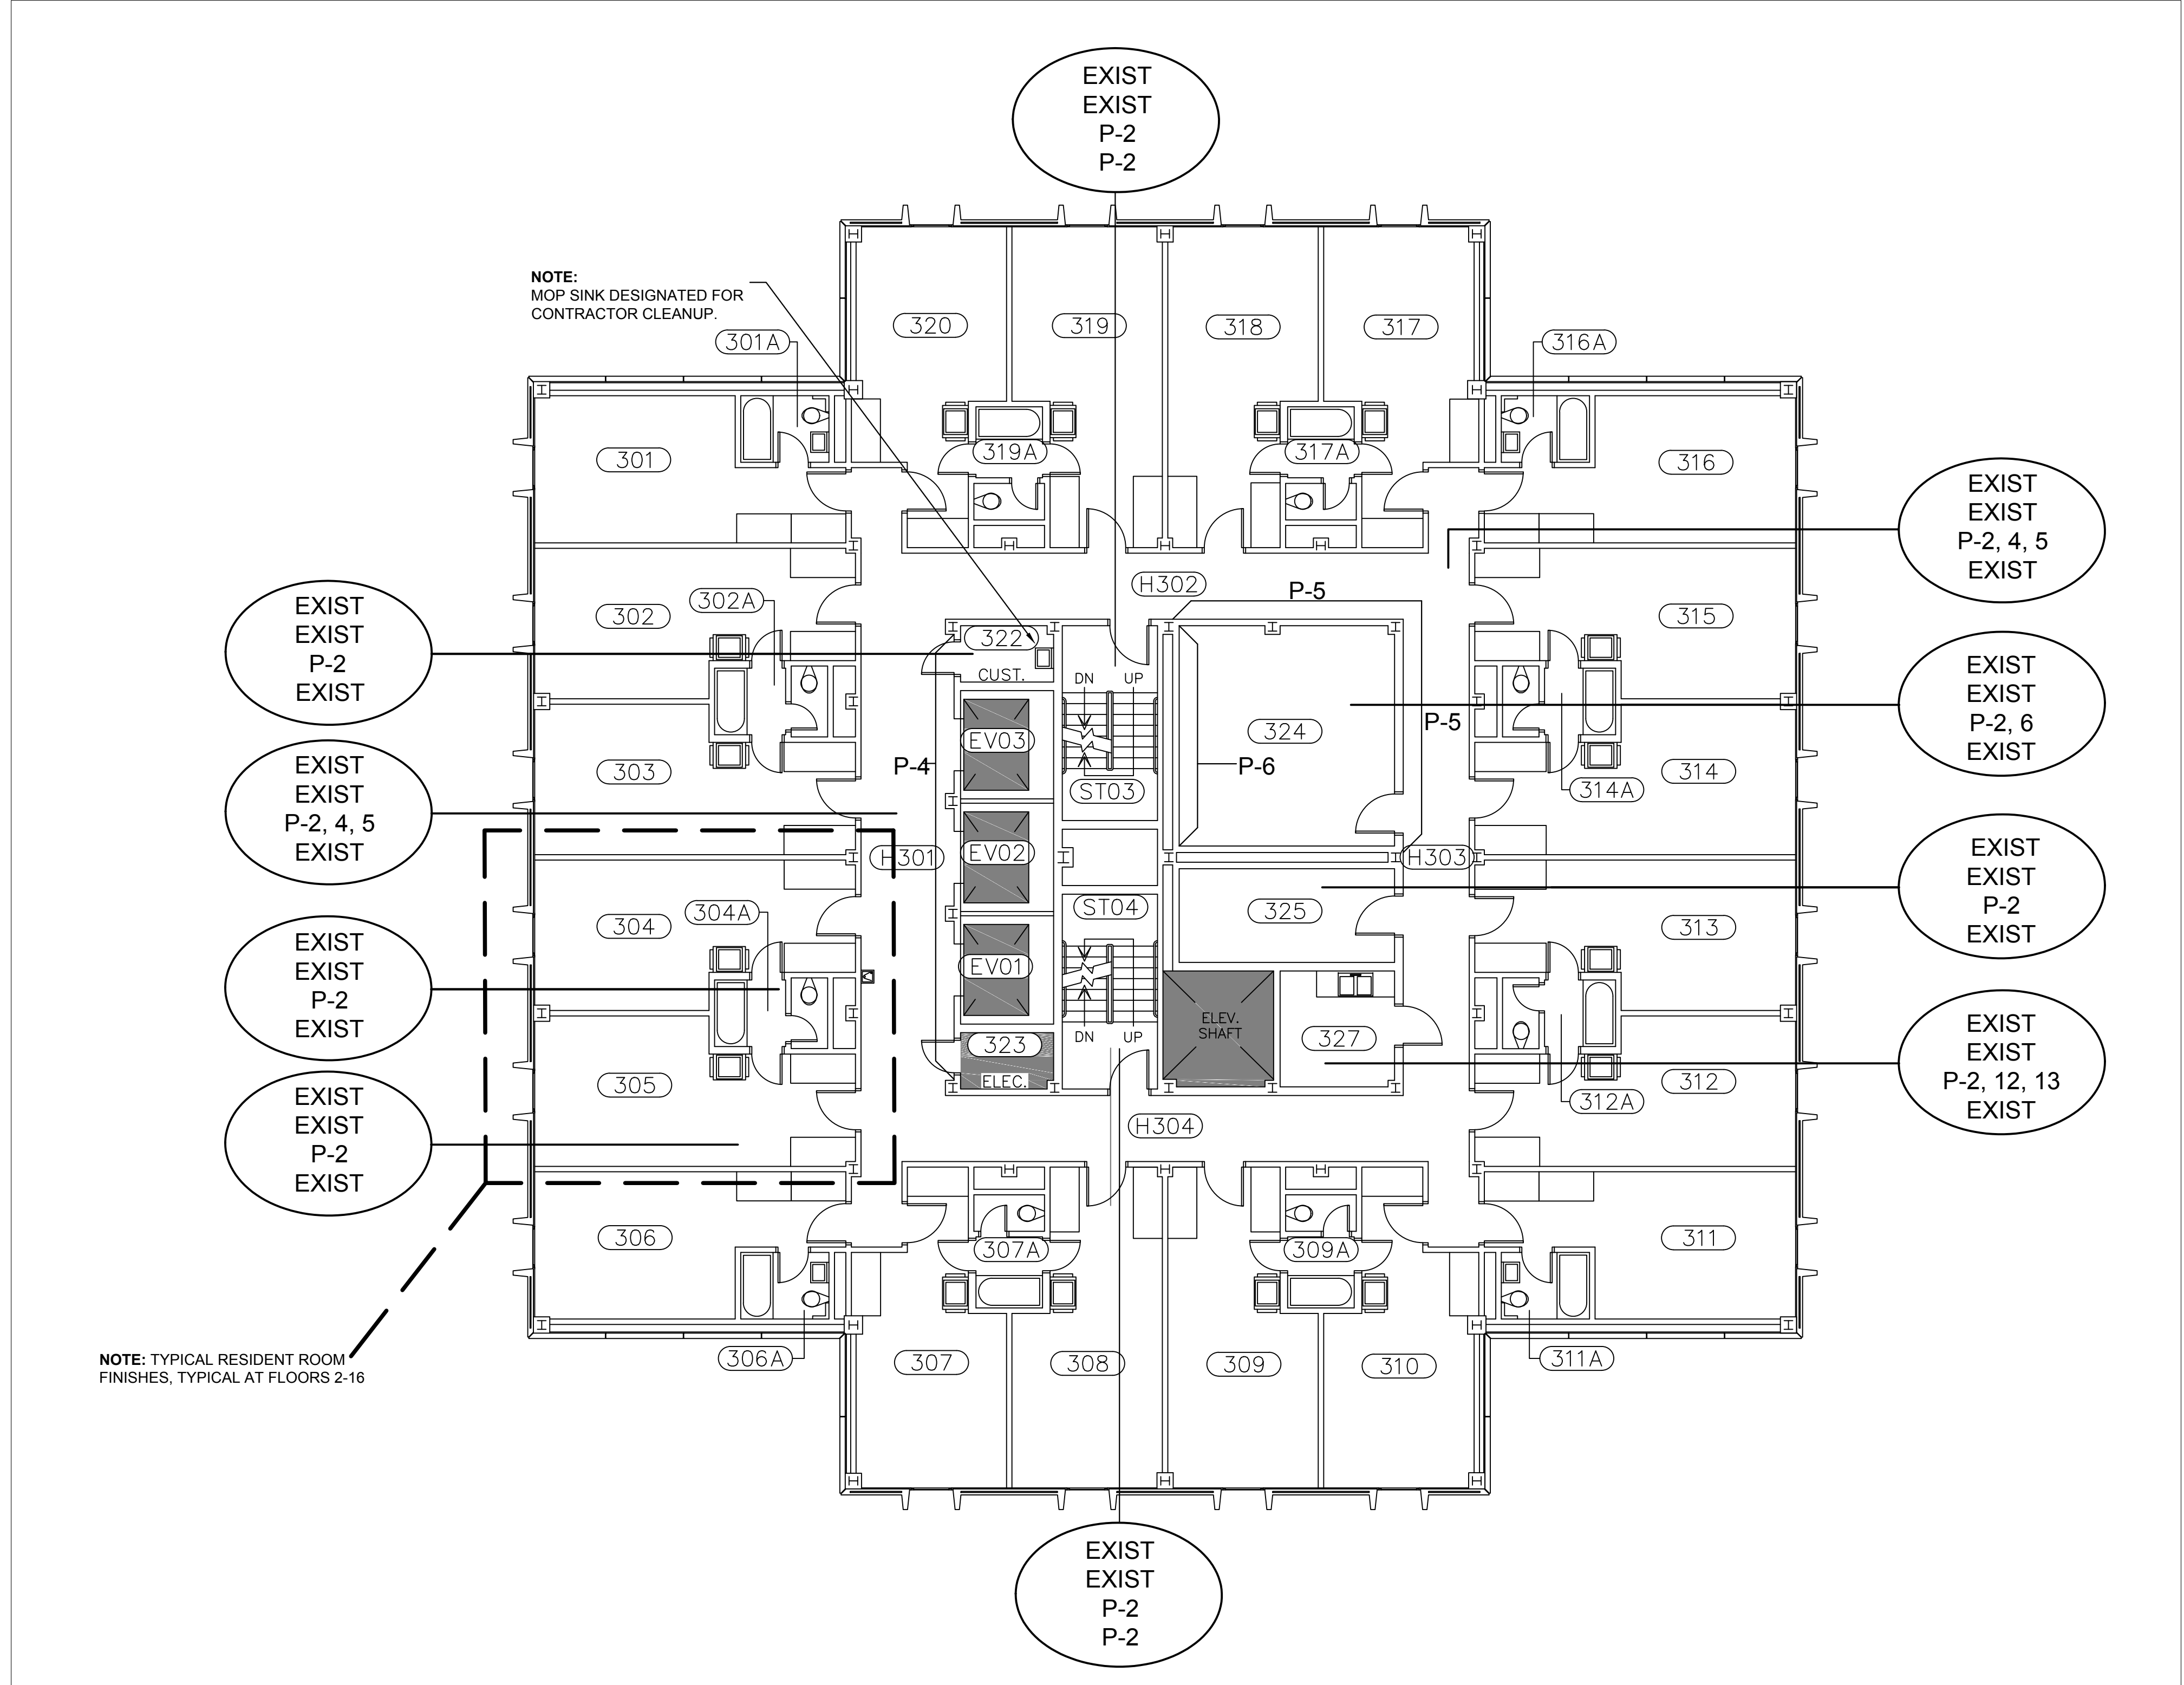 EXIST
EXIST
P-2
P-2
NOTE:
MOP SINK DESIGNATED FOR
CONTRACTOR CLEANUP.
301A
320
319
318
317
316A
301
319A
317A
316
EXIST
EXIST
P-2, 4, 5
EXIST
H302
P-5
EXIST
EXIST
P-2
EXIST
302
302A
322
CUST.
315
DN
UP
EXIST
EXIST
P-2, 6
EXIST
303
EV03
324
P-5
314
P-4
P-6
ST03
314A
EXIST
EXIST
P-2, 4, 5
EXIST
H301
EV02
H303
EXIST
EXIST
P-2
EXIST
304
304A
ST04
325
313
EXIST
EXIST
P-2
EXIST
EV01
ELEV.
SHAFT
323
ELEC.
DN
UP
327
EXIST
EXIST
P-2, 12, 13
EXIST
305
312
312A
EXIST
EXIST
P-2
EXIST
H304
306
307A
309A
311
NOTE: TYPICAL RESIDENT ROOM
FINISHES, TYPICAL AT FLOORS 2-16
306A
307
308
309
310
311A
EXIST
EXIST
P-2
P-2